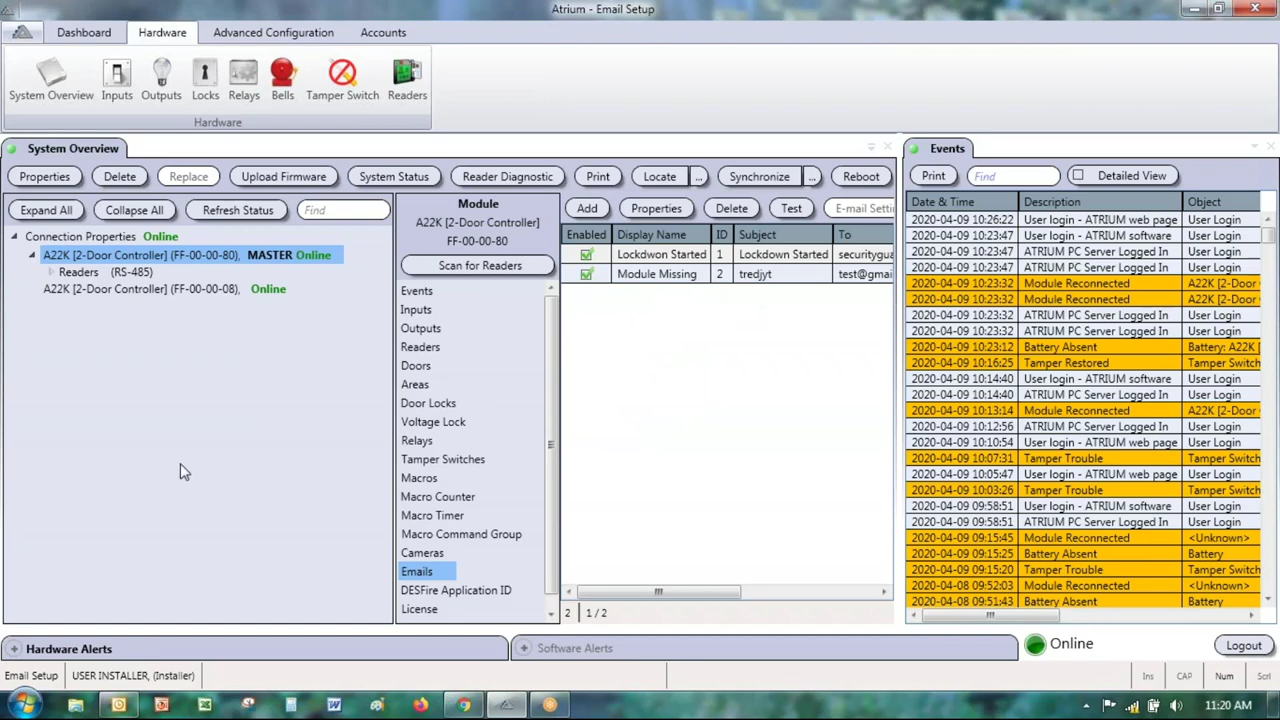 Atrium - Email Setup
Dashboard Hardware Advanced Configuration Accounts
System Overview Inputs Outputs Locks Relays Bells Tamper Switch Readers
Hardware
System Overview
Properties Delete Replace Upload Firmware System Status Reader Diagnostic Print Locate ... Synchronize ... Reboot
Expand All Collapse All Refresh Status Find
Connection Properties Online
A22K [2-Door Controller] (FF-00-00-80), MASTER Online
Readers (RS-485)
A22K [2-Door Controller] (FF-00-00-08), Online
Module
A22K [2-Door Controller]
FF-00-00-80
Scan for Readers
Events
Inputs
Outputs
Readers
Doors
Areas
Door Locks
Voltage Lock
Relays
Tamper Switches
Macros
Macro Counter
Macro Timer
Macro Command Group
Cameras
Emails
DESFire Application ID
License
Add Properties Delete Test E-mail Setti
Enabled Display Name ID Subject To
Lockdwon Started 1 Lockdown Started securitygua
Module Missing 2 tredjyt test@gmai
2 1 / 2
Events
Print Find Detailed View
Date & Time Description Object
2020-04-09 10:26:22 User login - ATRIUM web page User Login
2020-04-09 10:23:47 User login - ATRIUM software User Login
2020-04-09 10:23:47 ATRIUM PC Server Logged In User Login
2020-04-09 10:23:47 ATRIUM PC Server Logged In User Login
2020-04-09 10:23:32 Module Reconnected A22K [2-Door
2020-04-09 10:23:32 Module Reconnected A22K [2-Door
2020-04-09 10:23:32 ATRIUM PC Server Logged In User Login
2020-04-09 10:23:32 ATRIUM PC Server Logged In User Login
2020-04-09 10:23:12 Battery Absent Battery: A22K
2020-04-09 10:16:25 Tamper Restored Tamper Switch
2020-04-09 10:14:40 User login - ATRIUM software User Login
2020-04-09 10:14:40 ATRIUM PC Server Logged In User Login
2020-04-09 10:13:14 Module Reconnected A22K [2-Door
2020-04-09 10:12:56 ATRIUM PC Server Logged In User Login
2020-04-09 10:10:54 User login - ATRIUM web page User Login
2020-04-09 10:07:31 Tamper Trouble Tamper Switch
2020-04-09 10:05:47 User login - ATRIUM web page User Login
2020-04-09 10:03:26 Tamper Trouble Tamper Switch
2020-04-09 09:58:51 User login - ATRIUM software User Login
2020-04-09 09:58:51 ATRIUM PC Server Logged In User Login
2020-04-09 09:15:45 Module Reconnected <Unknown>
2020-04-09 09:15:25 Battery Absent Battery
2020-04-09 09:15:20 Tamper Trouble Tamper Switch
2020-04-08 09:52:03 Module Reconnected <Unknown>
2020-04-08 09:51:43 Battery Absent Battery
Hardware Alerts Software Alerts Online Logout
Email Setup USER INSTALLER, (Installer) Ins CAP Num Scrl
11:20 AM